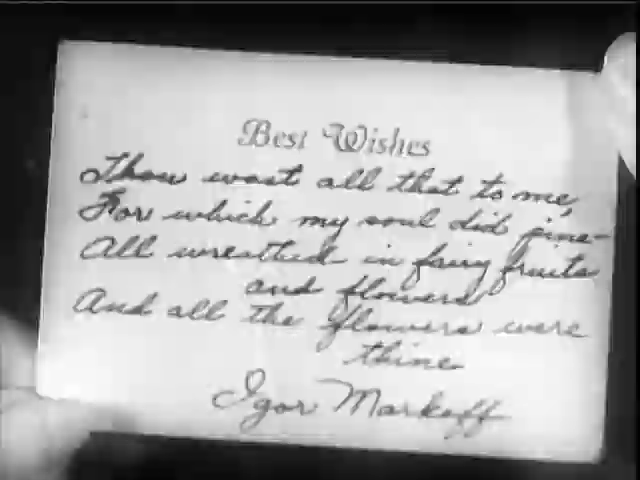 Best Wishes
Thou wast all that to me,
For which my soul did pine-
All wreathed in fairy fruits
and flowers
And all the flowers were
thine
Igor Markoff